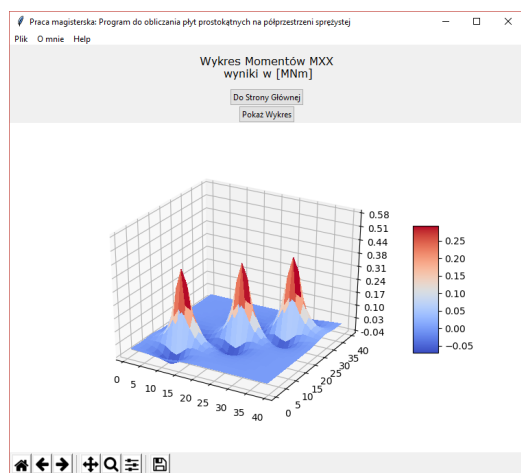 Praca magisterska: Program do obliczania płyt prostokątnych na półprzestrzeni sprężystej
Plik O mnie Help
Wykres Momentów MXX
wyniki w [MNm]
Do Strony Głównej
Pokaż Wykres
0.58
0.51
0.44
0.38
0.31
0.24
0.17
0.10
0.03
-0.04
0.25
0.20
0.15
0.10
0.05
0.00
−0.05
0 5 10 15 20 25 30 35 40
0 5 10 15 20 25 30 35 40